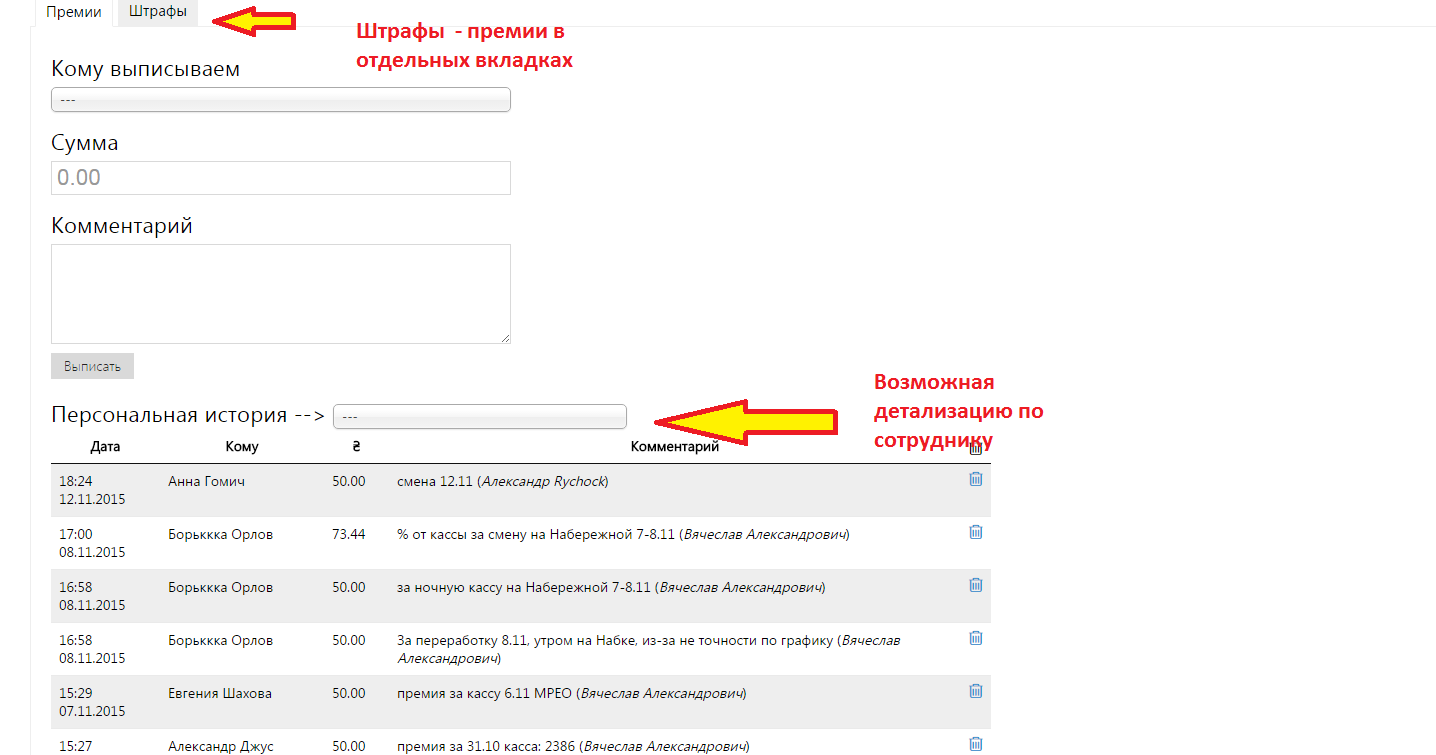 Премии Штрафы
Штрафы - премии в
отдельных вкладках
Кому выписываем
---
Сумма
0.00
Комментарий
Выписать
Возможная
детализацию по
сотруднику
Персональная история --> ---
Дата Кому ₴ Комментарий
18:24 Анна Гомич 50.00 смена 12.11 (Александр Rychock)
12.11.2015
17:00 Борьккка Орлов 73.44 % от кассы за смену на Набережной 7-8.11 (Вячеслав Александрович)
08.11.2015
16:58 Борьккка Орлов 50.00 за ночную кассу на Набережной 7-8.11 (Вячеслав Александрович)
08.11.2015
16:58 Борьккка Орлов 50.00 За переработку 8.11, утром на Набке, из-за не точности по графику (Вячеслав
08.11.2015 Александрович)
15:29 Евгения Шахова 50.00 премия за кассу 6.11 МРЕО (Вячеслав Александрович)
07.11.2015
15:27 Александр Джус 50.00 премия за 31.10 касса: 2386 (Вячеслав Александрович)